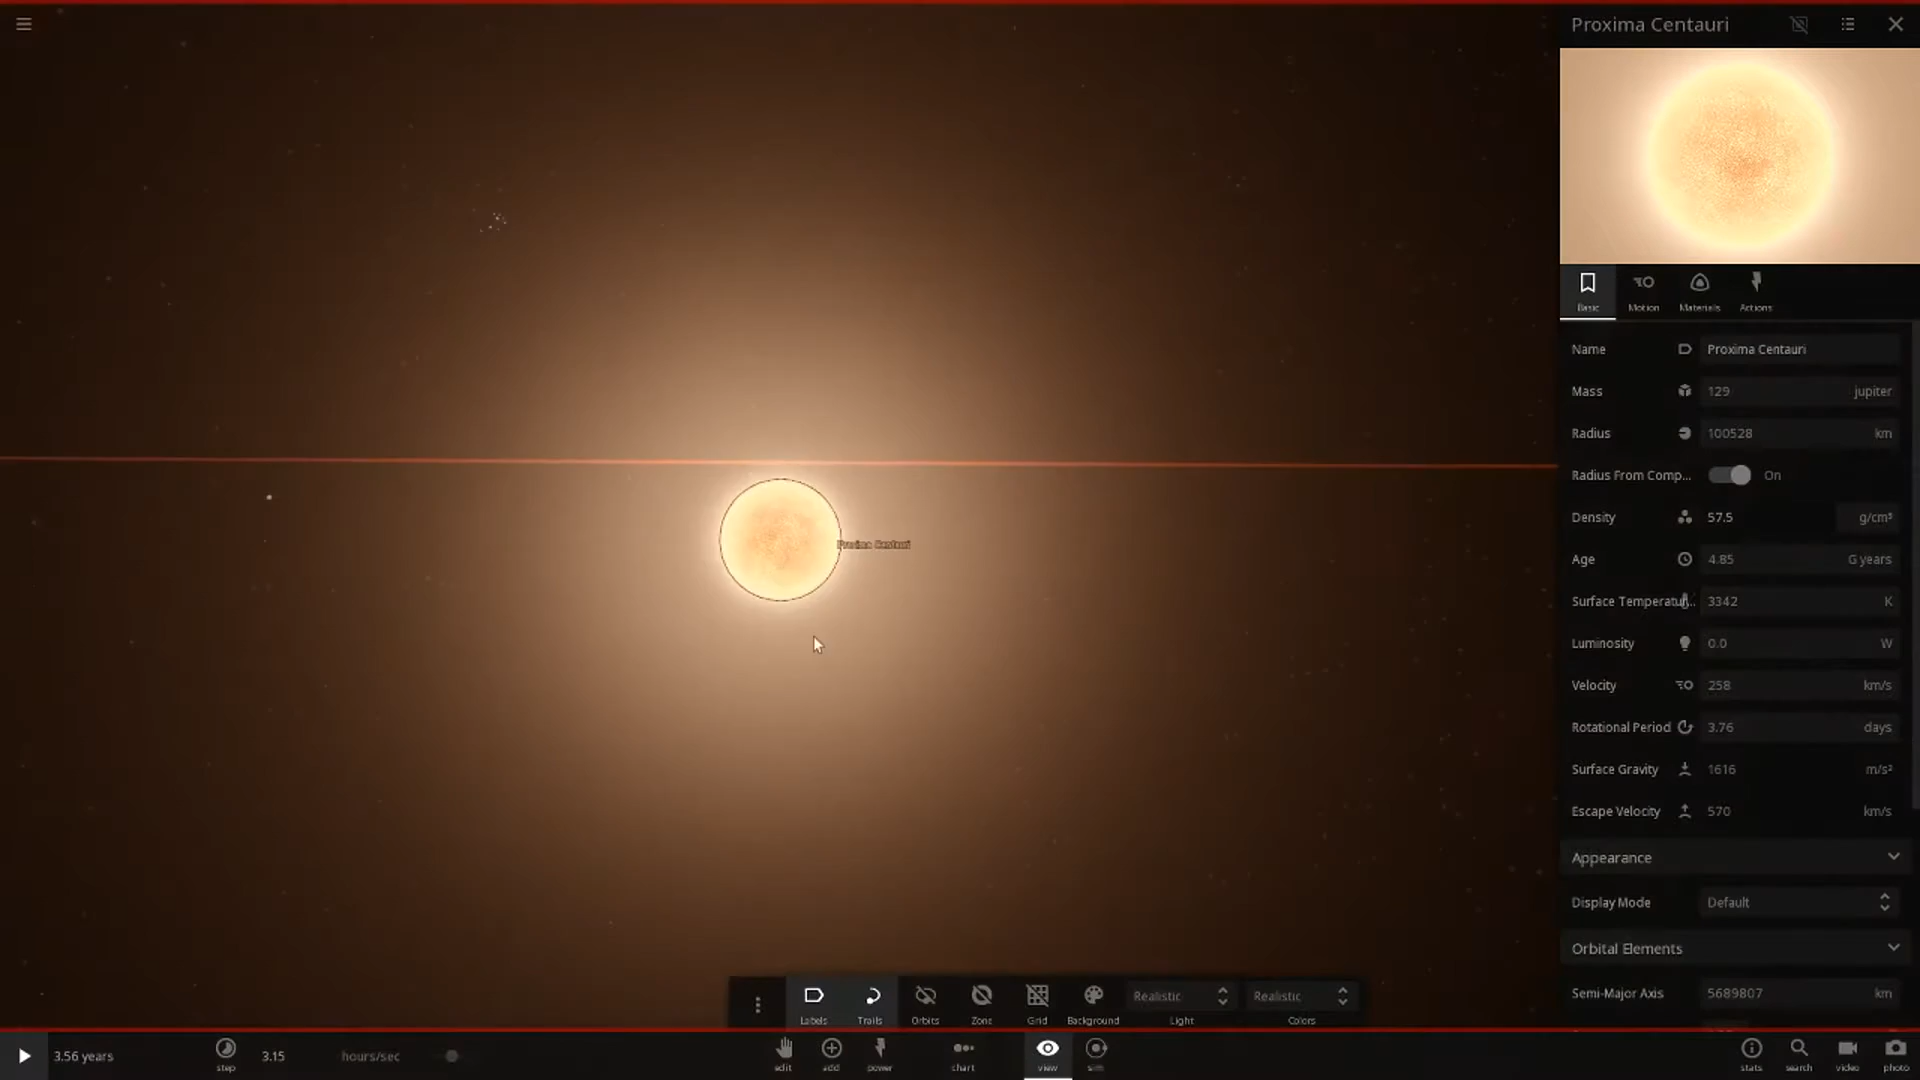 Proxima Centauri
Basic
Motion
Materials
Actions
Name
Proxima Centauri
Mass
129
jupiter
Radius
100528
km
Radius From Comp...
On
Density
57.5
g/cm³
Age
4.85
G years
Surface Temperatur...
3342
K
Luminosity
0.0
W
Velocity
258
km/s
Rotational Period
3.76
days
Surface Gravity
1616
m/s²
Escape Velocity
570
km/s
Appearance
Display Mode
Default
Orbital Elements
Semi-Major Axis
5689807
km
Proxima Centauri
Labels
Trails
Orbits
Zone
Grid
Background
Realistic
Light
Realistic
Colors
3.56 years
step
3.15
hours/sec
edit
add
power
chart
view
sim
stats
search
video
photo